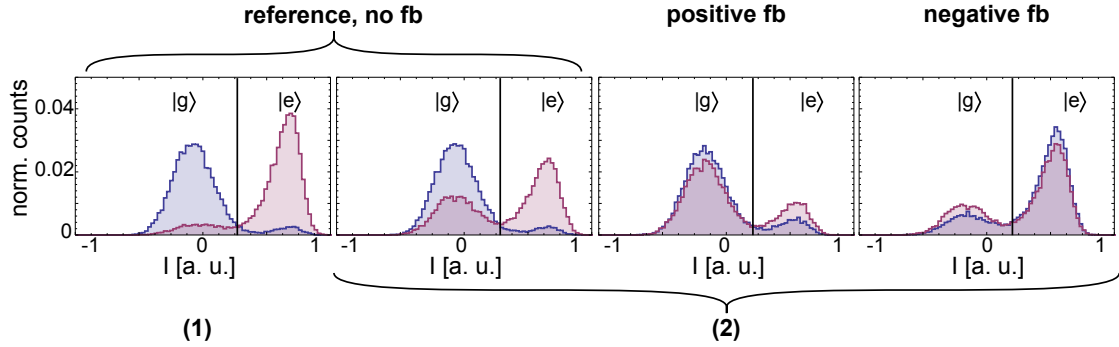 reference, no fb positive fb negative fb
|g⟩ |e⟩ |g⟩ |e⟩ |g⟩ |e⟩ |g⟩ |e⟩
norm. counts
0.04
0.02
0
-1 0 1 -1 0 1 -1 0 1 -1 0 1
I [a. u.] I [a. u.] I [a. u.] I [a. u.]
(1) (2)